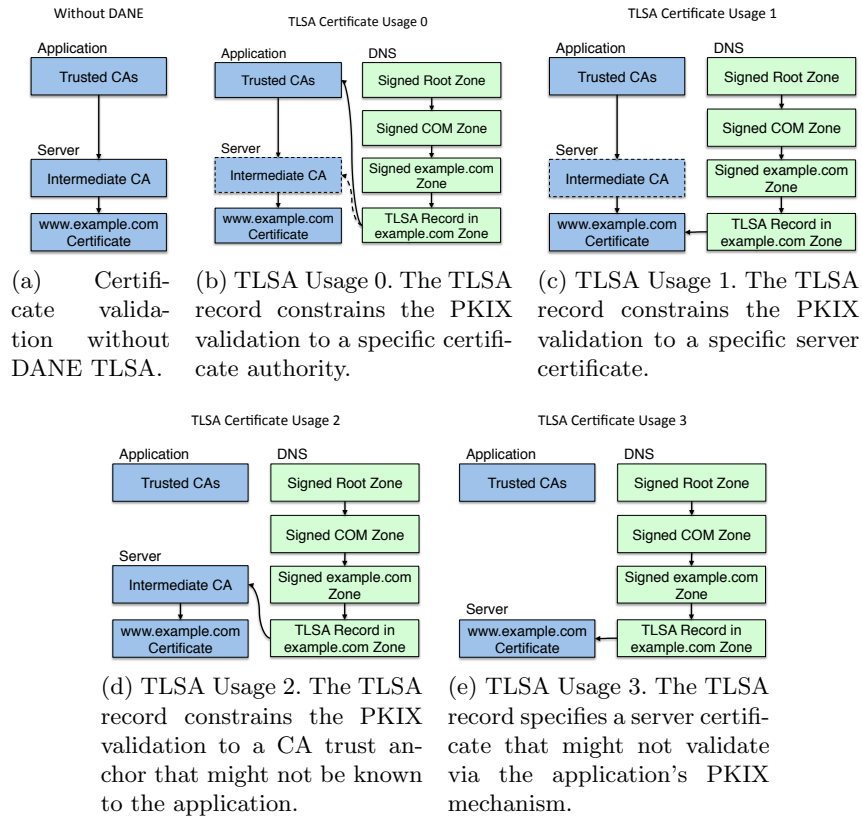 Without DANE
Application
Trusted CAs
Server
Intermediate CA
www.example.com
Certificate
(a) Certifi-
cate valida-
tion without
DANE TLSA.
TLSA Certificate Usage 0
Application
DNS
Trusted CAs
Signed Root Zone
Signed COM Zone
Server
Intermediate CA
Signed example.com
Zone
www.example.com
Certificate
TLSA Record in
example.com Zone
(b) TLSA Usage 0. The TLSA
record constrains the PKIX
validation to a specific certifi-
cate authority.
TLSA Certificate Usage 1
Application
DNS
Trusted CAs
Signed Root Zone
Signed COM Zone
Server
Intermediate CA
Signed example.com
Zone
www.example.com
Certificate
TLSA Record in
example.com Zone
(c) TLSA Usage 1. The TLSA
record constrains the PKIX
validation to a specific server
certificate.
TLSA Certificate Usage 2
Application
DNS
Trusted CAs
Signed Root Zone
Signed COM Zone
Server
Intermediate CA
Signed example.com
Zone
www.example.com
Certificate
TLSA Record in
example.com Zone
(d) TLSA Usage 2. The TLSA
record constrains the PKIX
validation to a CA trust an-
chor that might not be known
to the application.
TLSA Certificate Usage 3
Application
DNS
Trusted CAs
Signed Root Zone
Signed COM Zone
Signed example.com
Zone
Server
www.example.com
Certificate
TLSA Record in
example.com Zone
(e) TLSA Usage 3. The TLSA
record specifies a server certifi-
cate that might not validate
via the application's PKIX
mechanism.